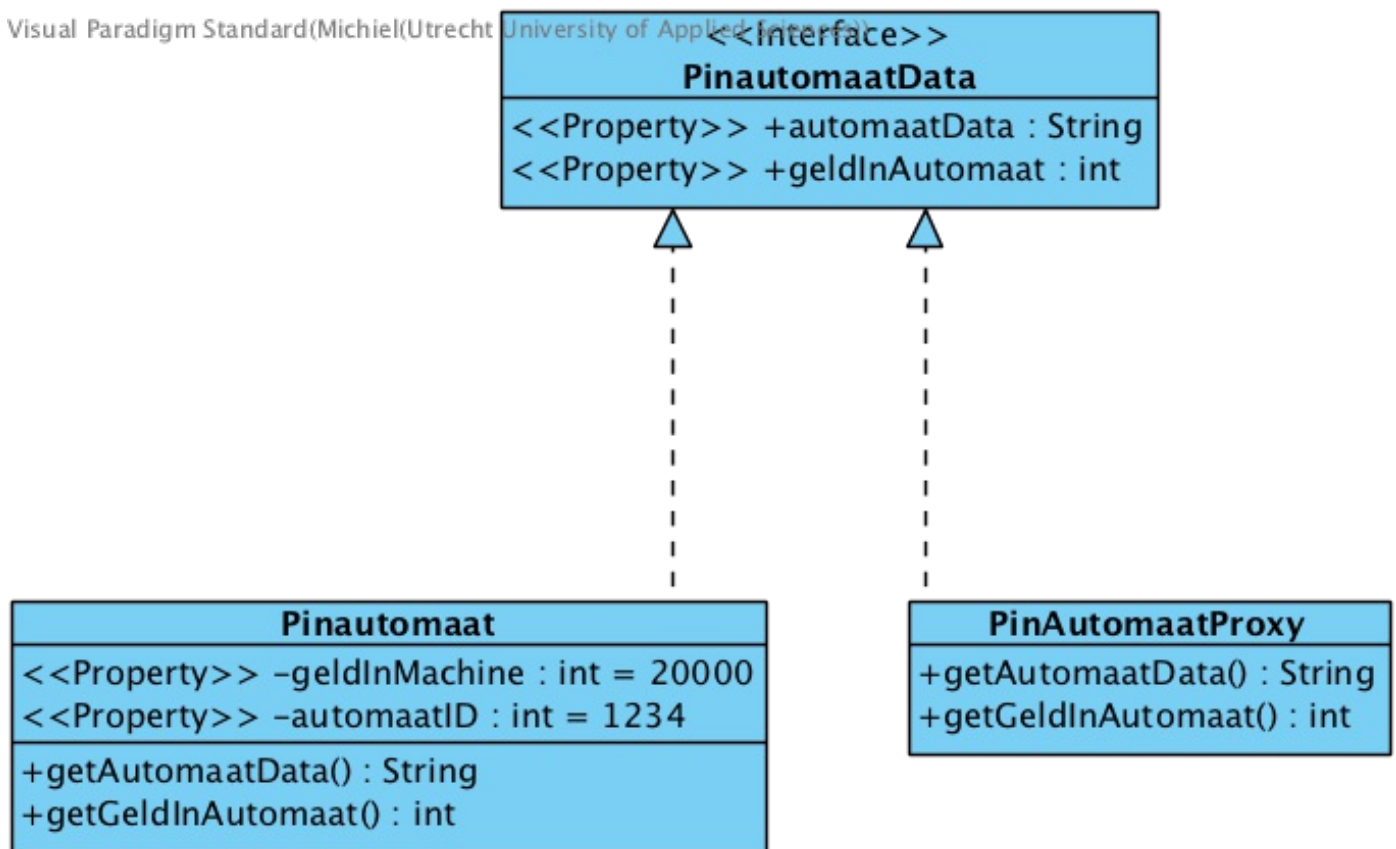 Visual Paradigm Standard(Michiel(Utrecht University of Applied Sciences))
<<Interface>>
PinautomaatData
<<Property>> +automaatData : String
<<Property>> +geldInAutomaat : int
Pinautomaat
<<Property>> -geldInMachine : int = 20000
<<Property>> -automaatID : int = 1234
+getAutomaatData() : String
+getGeldInAutomaat() : int
PinAutomaatProxy
+getAutomaatData() : String
+getGeldInAutomaat() : int